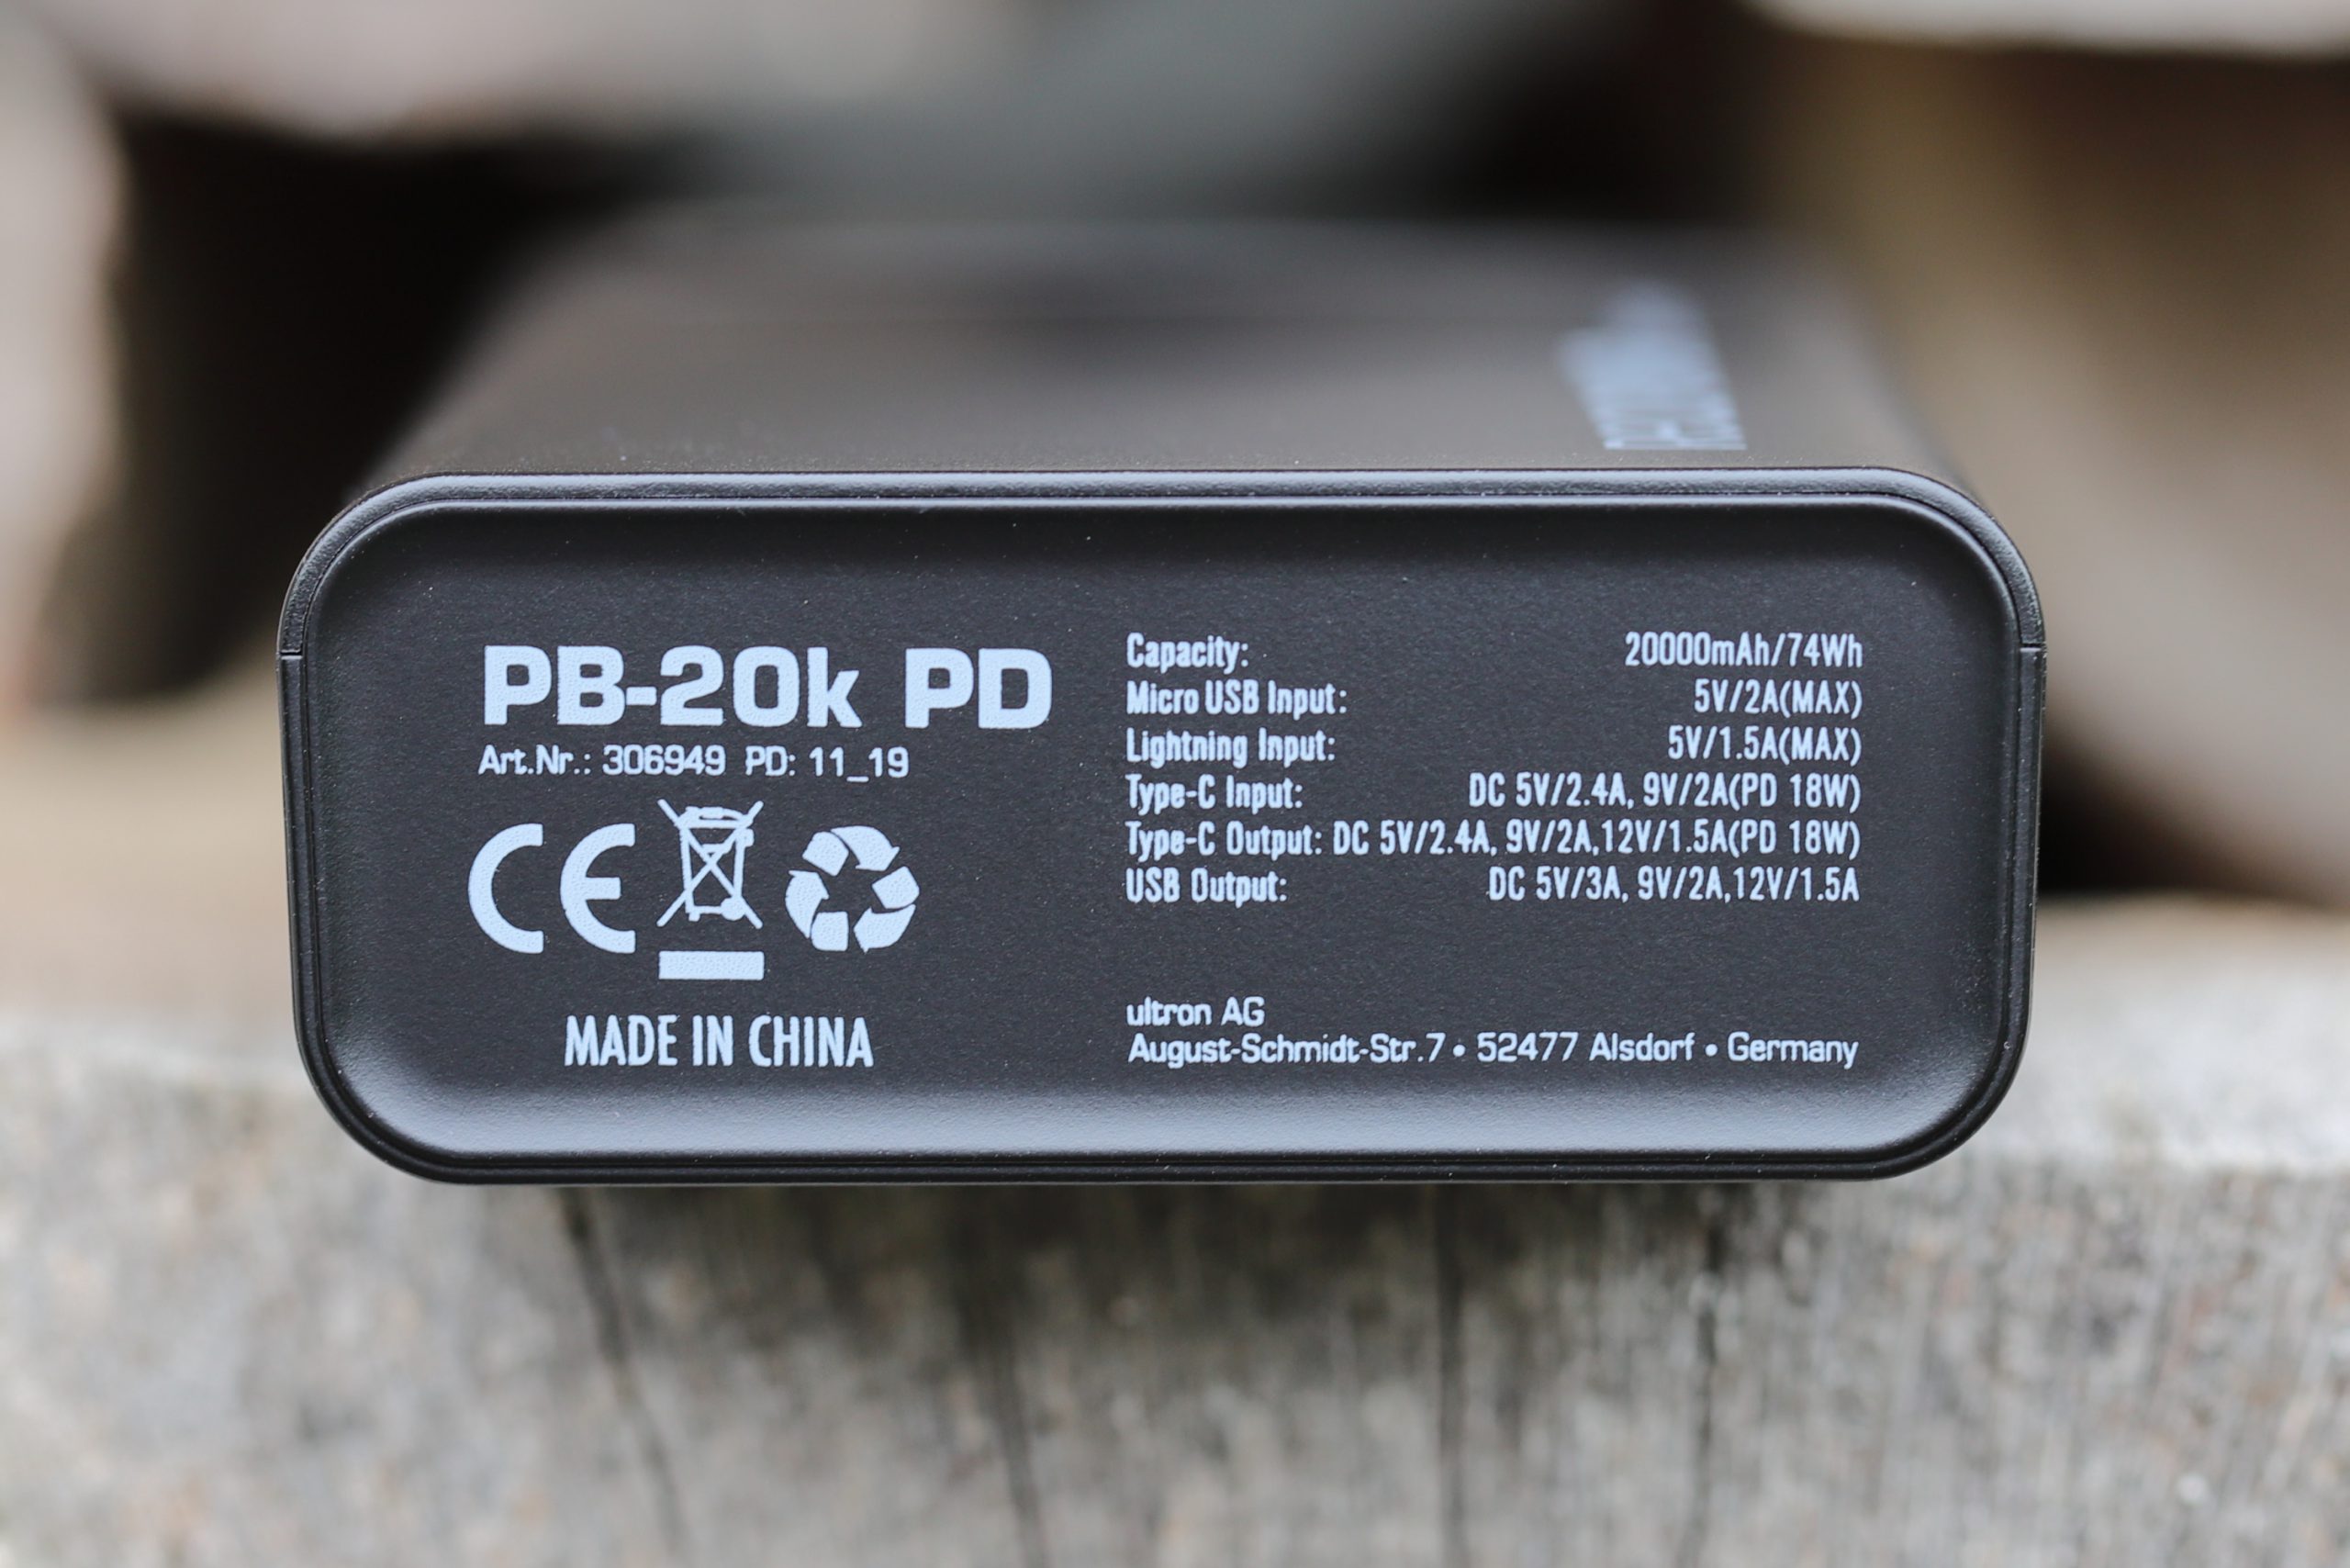 PB-20k PD
Art.Nr.: 306949 PD: 11_19
CE
MADE IN CHINA
Capacity: 20000mAh/74Wh
Micro USB Input: 5V/2A(MAX)
Lightning Input: 5V/1.5A(MAX)
Type-C Input: DC 5V/2.4A, 9V/2A(PD 18W)
Type-C Output: DC 5V/2.4A, 9V/2A,12V/1.5A(PD 18W)
USB Output: DC 5V/3A, 9V/2A,12V/1.5A
ultron AG
August-Schmidt-Str.7 • 52477 Alsdorf • Germany